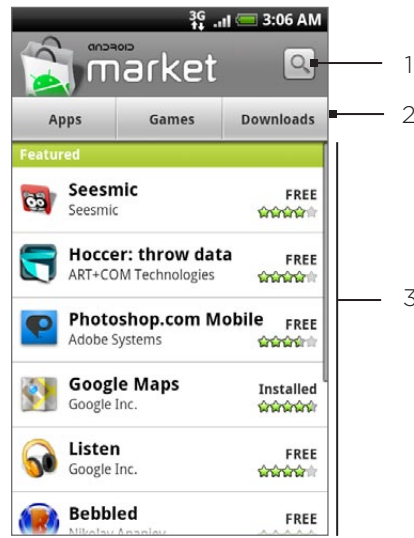 3G 3:06 AM
ANDROID
market
1
Apps Games Downloads
2
Featured
Seesmic FREE
Seesmic
Hoccer: throw data FREE
ART+COM Technologies
3
Photoshop.com Mobile FREE
Adobe Systems
Google Maps Installed
Google Inc.
Listen FREE
Google Inc.
Bebbled FREE
Nikolay Ananiev